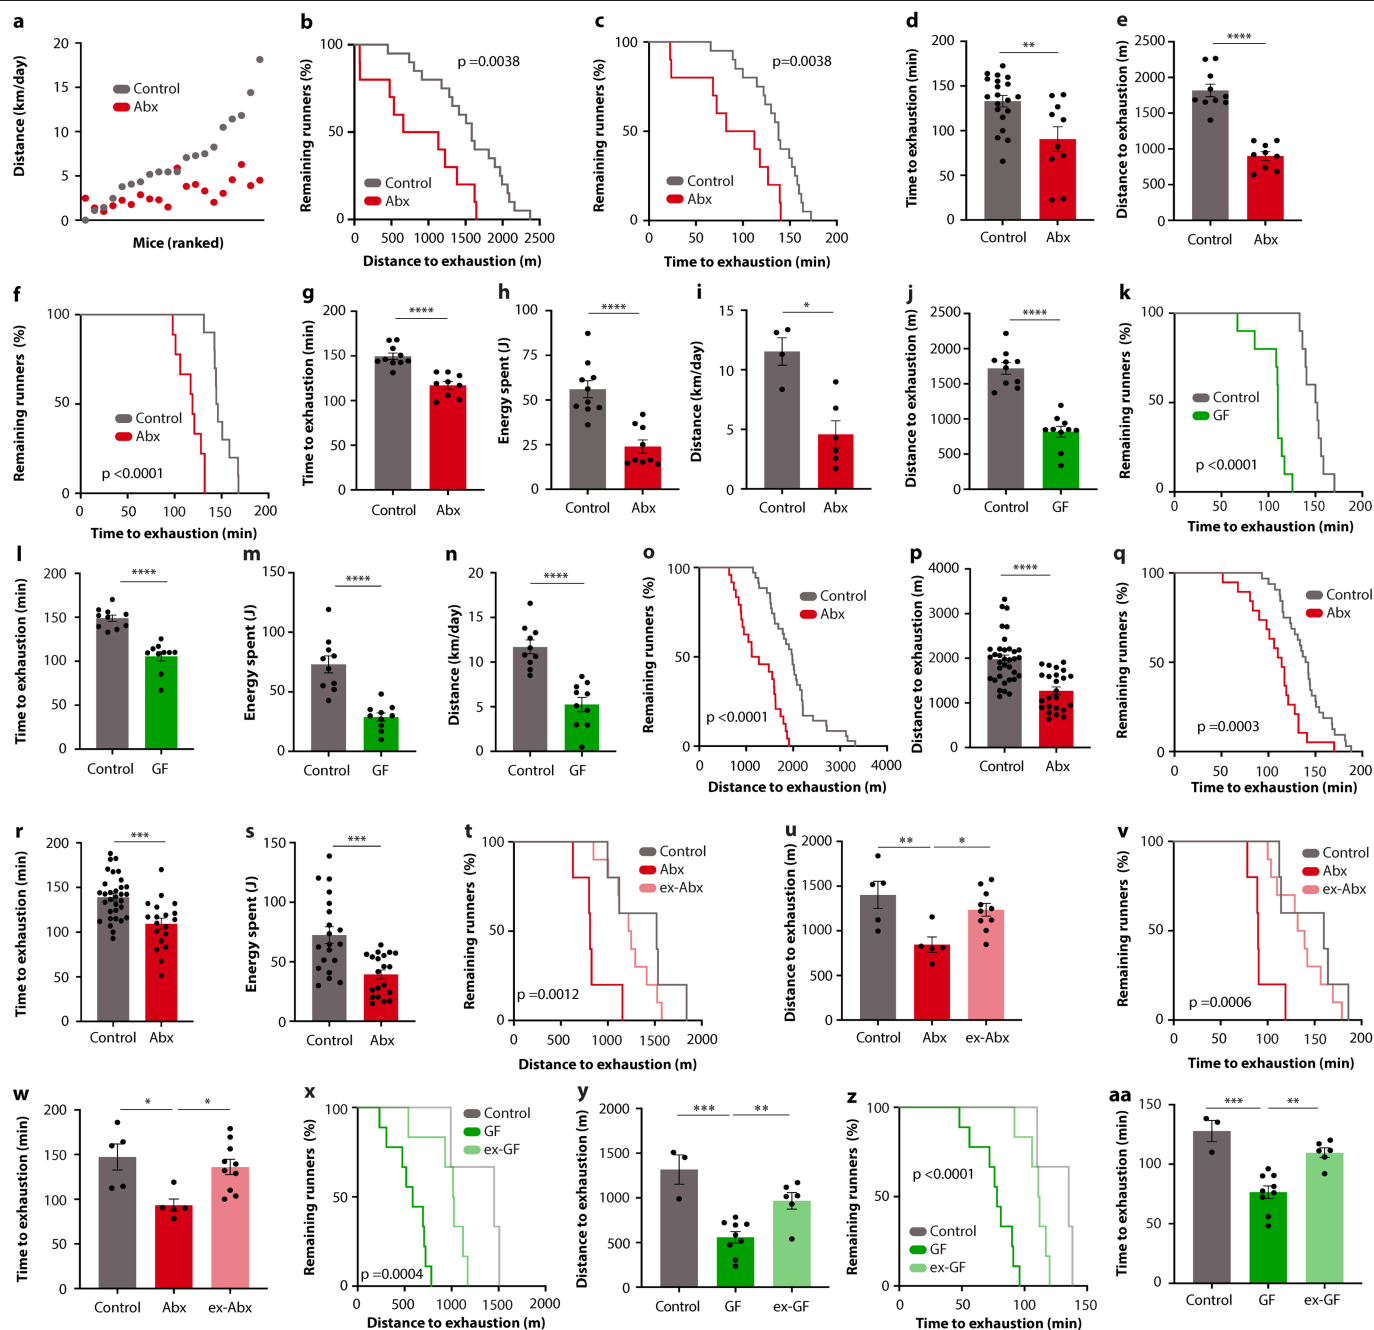 a
Distance (km/day)
20
15
10
5
0
Control
Abx
Mice (ranked)
b
Remaining runners (%)
100
50
0
p =0.0038
Control
Abx
0 500 1000 1500 2000 2500
Distance to exhaustion (m)
c
Remaining runners (%)
100
50
0
p=0.0038
Control
Abx
0 50 100 150 200
Time to exhaustion (min)
d
Time to exhaustion (min)
200
150
100
50
0
**
Control Abx
e
Distance to exhaustion (m)
2500
2000
1500
1000
500
0
****
Control Abx
f
Remaining runners (%)
100
50
0
Control
Abx
p <0.0001
0 50 100 150 200
Time to exhaustion (min)
g
Time to exhaustion (min)
200
150
100
50
0
****
Control Abx
h
Energy spent (J)
100
75
50
25
0
****
Control Abx
i
Distance (km/day)
15
10
5
0
*
Control Abx
j
Distance to exhaustion (m)
2500
2000
1500
1000
500
0
****
Control GF
k
Remaining runners (%)
100
50
0
Control
GF
p <0.0001
0 50 100 150 200
Time to exhaustion (min)
l
Time to exhaustion (min)
200
150
100
50
0
****
Control GF
m
Energy spent (J)
150
100
50
0
****
Control GF
n
Distance (km/day)
20
15
10
5
0
****
Control GF
o
Remaining runners (%)
100
50
0
Control
Abx
p <0.0001
0 1000 2000 3000 4000
Distance to exhaustion (m)
p
Distance to exhaustion (m)
4000
3000
2000
1000
0
****
Control Abx
q
Remaining runners (%)
100
50
0
Control
Abx
p =0.0003
0 50 100 150 200
Time to exhaustion (min)
r
Time to exhaustion (min)
200
150
100
50
0
***
Control Abx
s
Energy spent (J)
150
100
50
0
***
Control Abx
t
Remaining runners (%)
100
50
0
Control
Abx
ex-Abx
p =0.0012
0 500 1000 1500 2000
Distance to exhaustion (m)
u
Distance to exhaustion (m)
2000
1500
1000
500
0
** *
Control Abx ex-Abx
v
Remaining runners (%)
100
50
0
Control
Abx
ex-Abx
p =0.0006
0 50 100 150 200
Time to exhaustion (min)
w
Time to exhaustion (min)
200
150
100
50
0
* *
Control Abx ex-Abx
x
Remaining runners (%)
100
50
0
Control
GF
ex-GF
p =0.0004
0 500 1000 1500 2000
Distance to exhaustion (m)
y
Distance to exhaustion (m)
2000
1500
1000
500
0
*** **
Control GF ex-GF
z
Remaining runners (%)
100
50
0
p <0.0001
Control
GF
ex-GF
0 50 100 150
Time to exhaustion (min)
aa
Time to exhaustion (min)
150
100
50
0
*** **
Control GF ex-GF